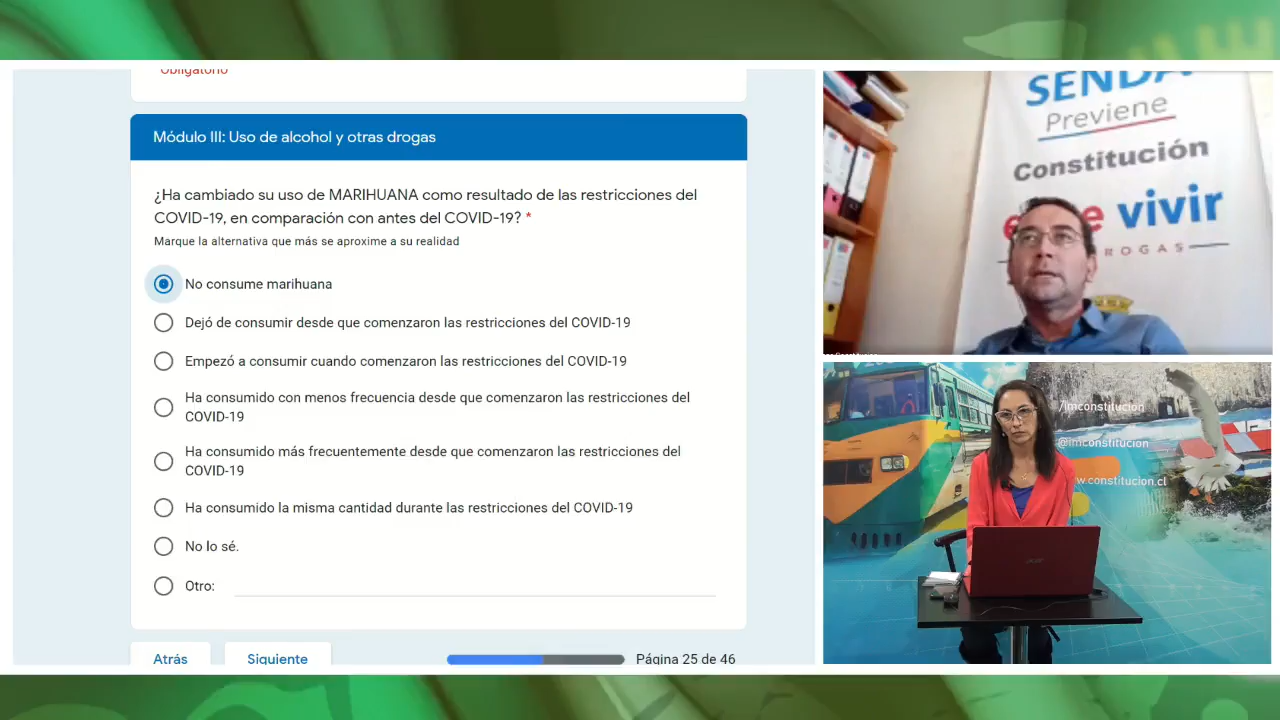 Obligatorio
Módulo III: Uso de alcohol y otras drogas
¿Ha cambiado su uso de MARIHUANA como resultado de las restricciones del
COVID-19, en comparación con antes del COVID-19? *
Marque la alternativa que más se aproxime a su realidad
No consume marihuana
Dejó de consumir desde que comenzaron las restricciones del COVID-19
Empezó a consumir cuando comenzaron las restricciones del COVID-19
Ha consumido con menos frecuencia desde que comenzaron las restricciones del
COVID-19
Ha consumido más frecuentemente desde que comenzaron las restricciones del
COVID-19
Ha consumido la misma cantidad durante las restricciones del COVID-19
No lo sé.
Otro:
Atrás
Siguiente
Página 25 de 46
SENDA
Previene
Constitución
vivir
ROGAS
/imconstitucion
@imconstitucion
w.constitucion.cl
acer